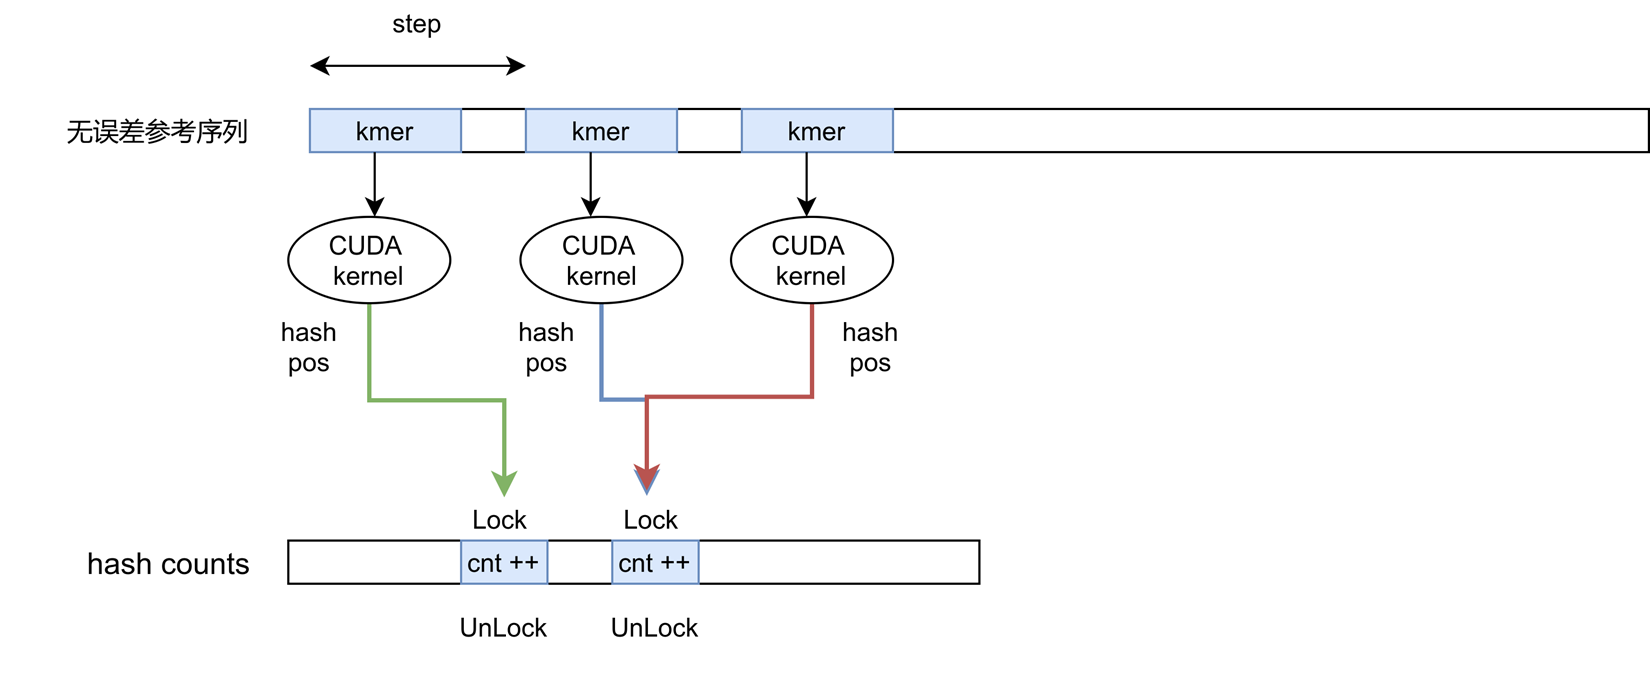 step
无误差参考序列
kmer
kmer
kmer
CUDA
kernel
CUDA
kernel
CUDA
kernel
hash
pos
hash
pos
hash
pos
Lock
Lock
hash counts
cnt ++
cnt ++
UnLock
UnLock